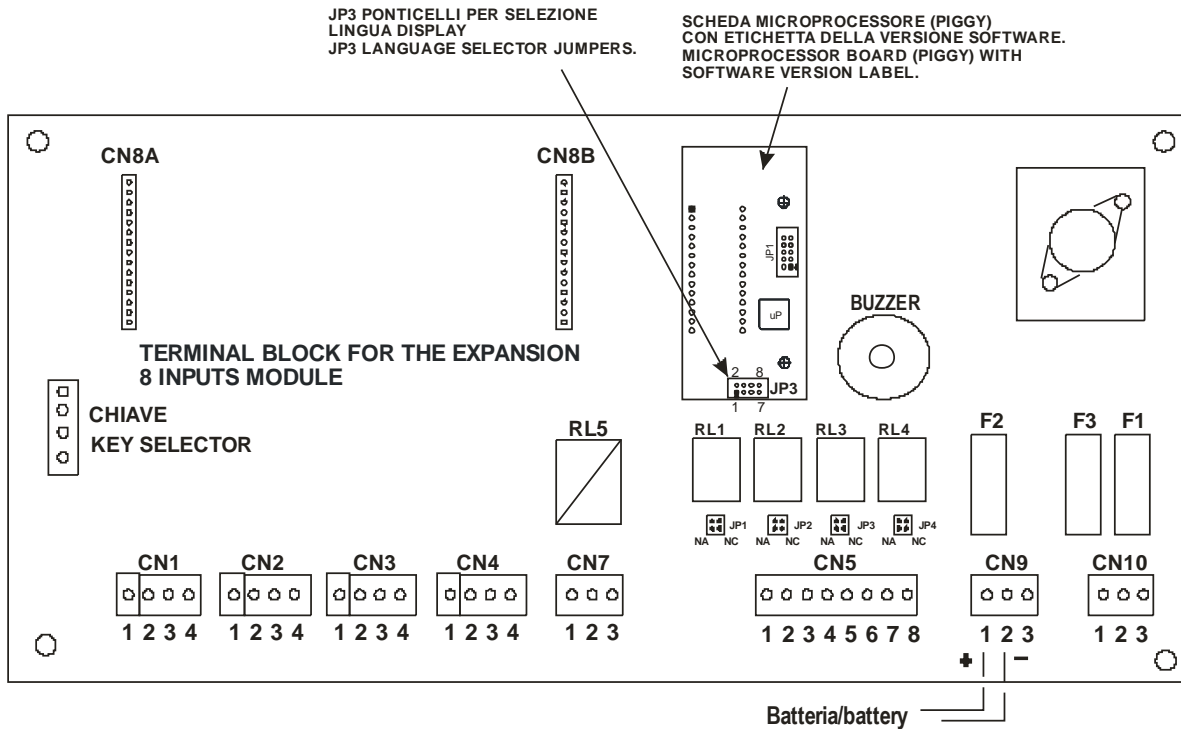 JP3 PONTICELLI PER SELEZIONE
LINGUA DISPLAY
JP3 LANGUAGE SELECTOR JUMPERS.
SCHEDA MICROPROCESSORE (PIGGY)
CON ETICHETTA DELLA VERSIONE SOFTWARE.
MICROPROCESSOR BOARD (PIGGY) WITH
SOFTWARE VERSION LABEL.
CN8A
CN8B
JP1
uP
BUZZER
TERMINAL BLOCK FOR THE EXPANSION
8 INPUTS MODULE
2 8
JP3
1 7
CHIAVE
KEY SELECTOR
RL5
RL1 RL2 RL3 RL4
F2 F3 F1
JP1 JP2 JP3 JP4
NA NC NA NC NA NC NA NC
CN1 CN2 CN3 CN4 CN7 CN5 CN9 CN10
1 2 3 4 1 2 3 4 1 2 3 4 1 2 3 4 1 2 3 1 2 3 4 5 6 7 8 1 2 3 1 2 3
+ −
Batteria/battery